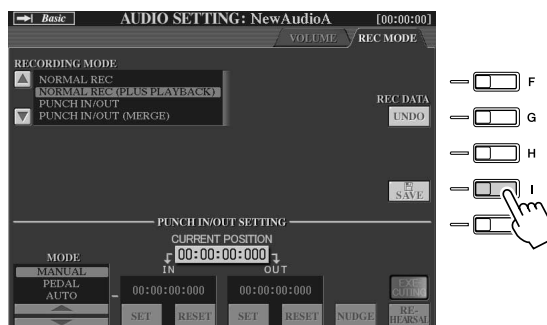 Basic AUDIO SETTING: NewAudioA [00:00:00]
VOLUME REC MODE
RECORDING MODE
NORMAL REC
NORMAL REC (PLUS PLAYBACK)
PUNCH IN/OUT
PUNCH IN/OUT (MERGE)
REC DATA
UNDO
SAVE
F
G
H
I
PUNCH IN/OUT SETTING
CURRENT POSITION
00:00:00:000
IN OUT
MODE
MANUAL
PEDAL
AUTO
00:00:00:000 00:00:00:000
SET RESET SET RESET NUDGE
EXE-
CUTING
RE-
HEARSAL